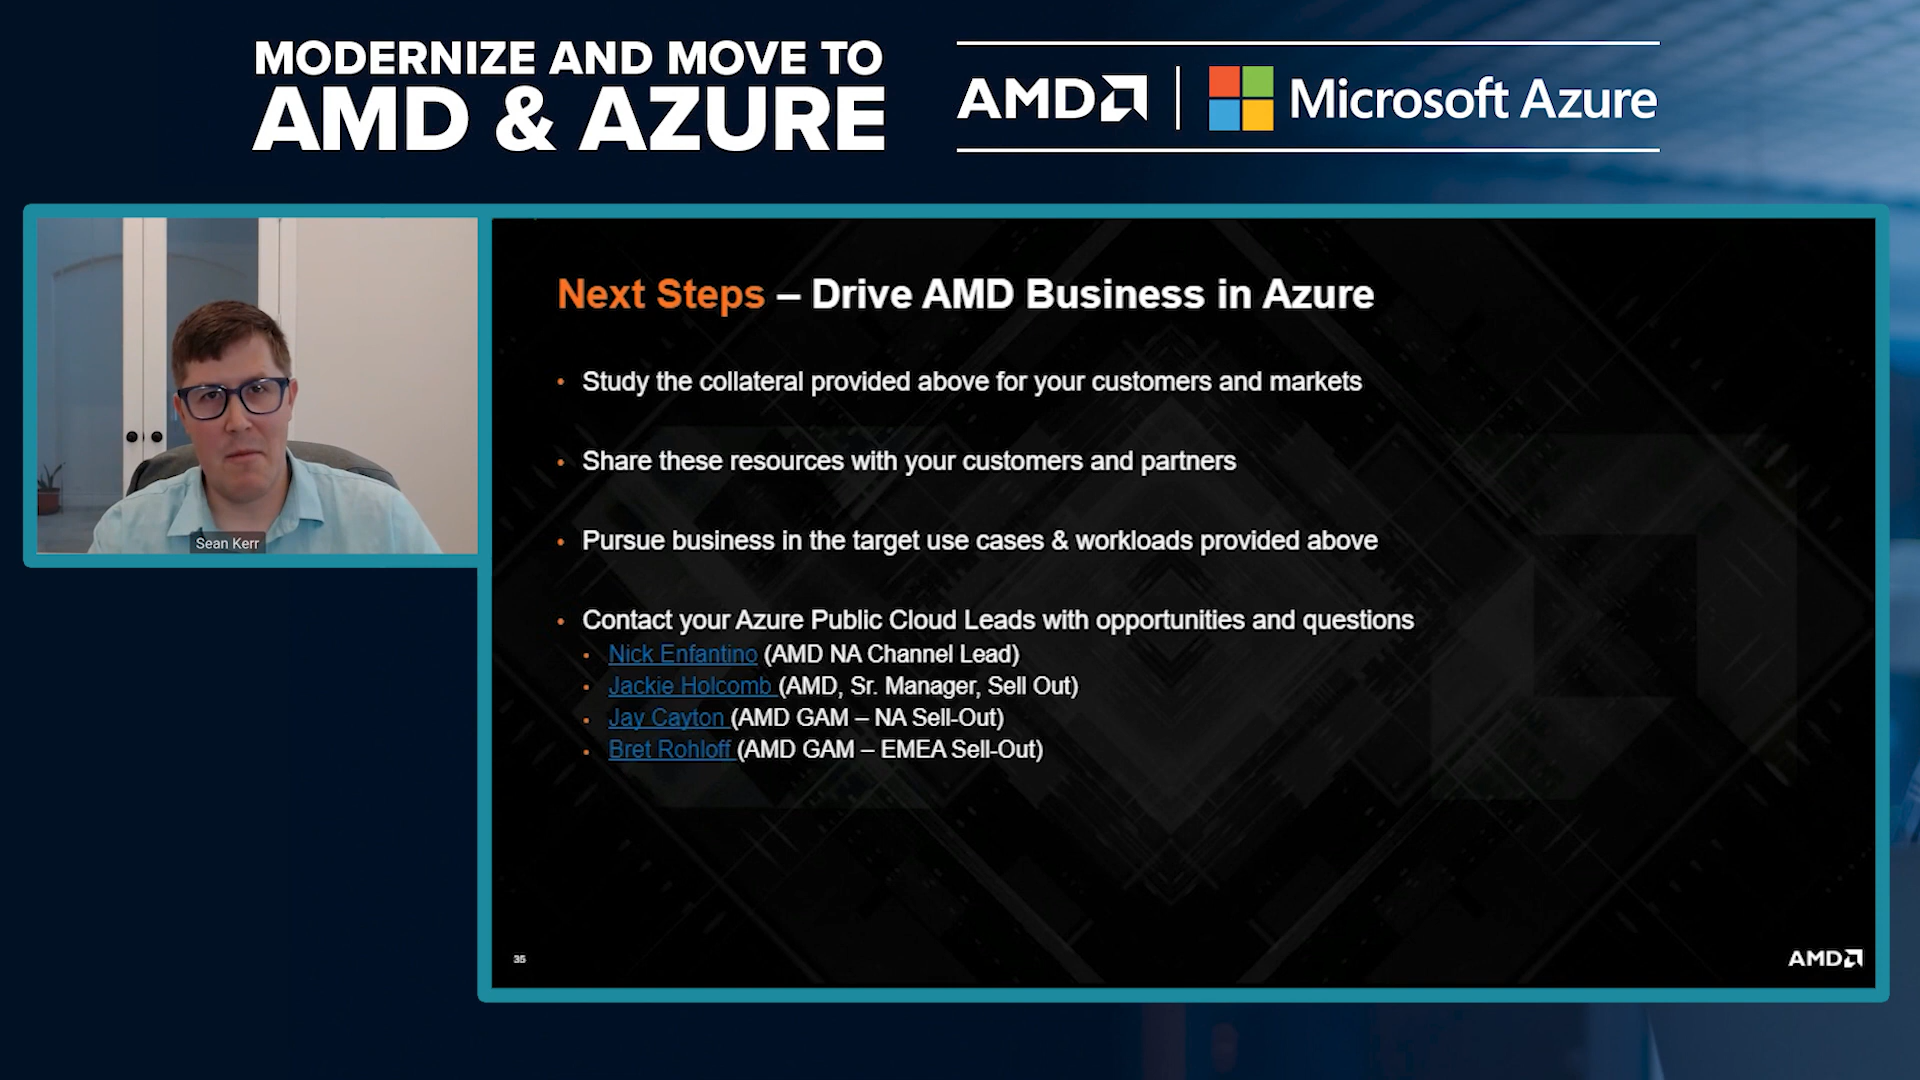 MODERNIZE AND MOVE TO
AMD & AZURE
AMD
Microsoft Azure
Sean Kerr
Next Steps – Drive AMD Business in Azure
• Study the collateral provided above for your customers and markets
• Share these resources with your customers and partners
• Pursue business in the target use cases & workloads provided above
• Contact your Azure Public Cloud Leads with opportunities and questions
• Nick Enfantino (AMD NA Channel Lead)
• Jackie Holcomb (AMD, Sr. Manager, Sell Out)
• Jay Cayton (AMD GAM – NA Sell-Out)
• Bret Rohloff (AMD GAM – EMEA Sell-Out)
35
AMD